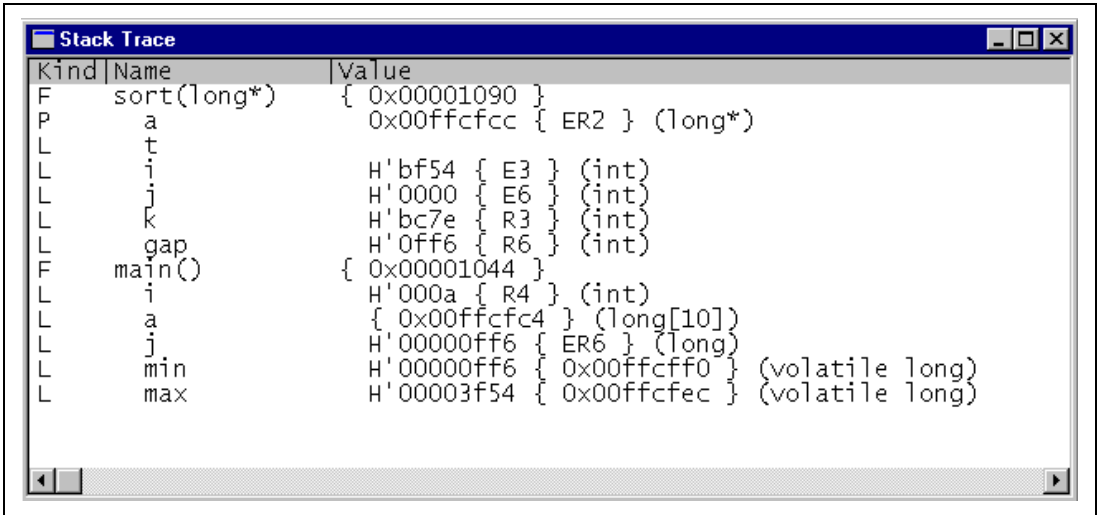 Stack Trace
Kind Name Value
F sort(long*) { 0x00001090 }
P a 0x00ffcfcc { ER2 } (long*)
L t
L i H'bf54 { E3 } (int)
L j H'0000 { E6 } (int)
L k H'bc7e { R3 } (int)
L gap H'0ff6 { R6 } (int)
F main() { 0x00001044 }
L i H'000a { R4 } (int)
L a { 0x00ffcfc4 } (long[10])
L j H'00000ff6 { ER6 } (long)
L min H'00000ff6 { 0x00ffcff0 } (volatile long)
L max H'00003f54 { 0x00ffcfec } (volatile long)